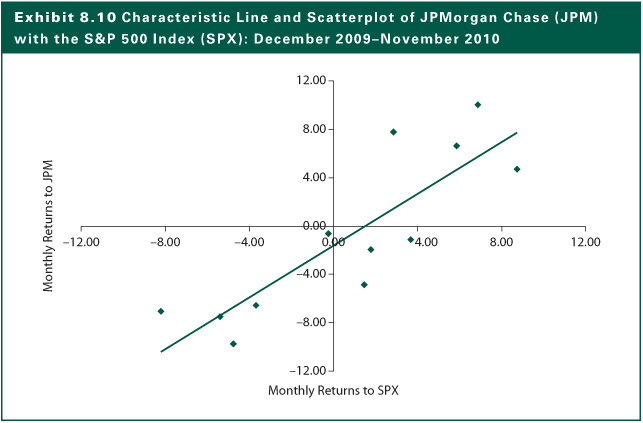 Exhibit 8.10 Characteristic Line and Scatterplot of JPMorgan Chase (JPM)
with the S&P 500 Index (SPX): December 2009–November 2010
12.00
8.00
4.00
0.00
–12.00 –8.00 –4.00 0.00 4.00 8.00 12.00
–4.00
–8.00
–12.00
Monthly Returns to JPM
Monthly Returns to SPX